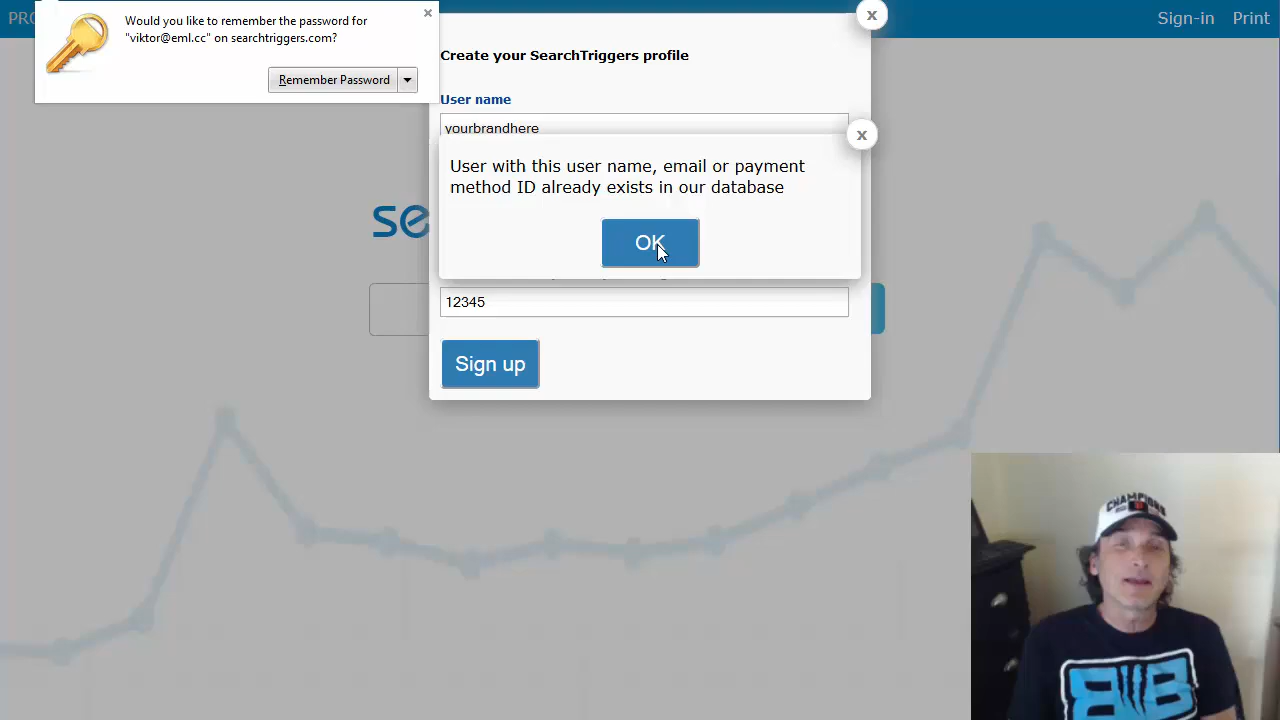 PRO
Sign-in Print
Would you like to remember the password for
"viktor@eml.cc" on searchtriggers.com?
Remember Password
x
Create your SearchTriggers profile
User name
yourbrandhere
x
User with this user name, email or payment
method ID already exists in our database
OK
se
12345
Sign up
CHAMPIONS